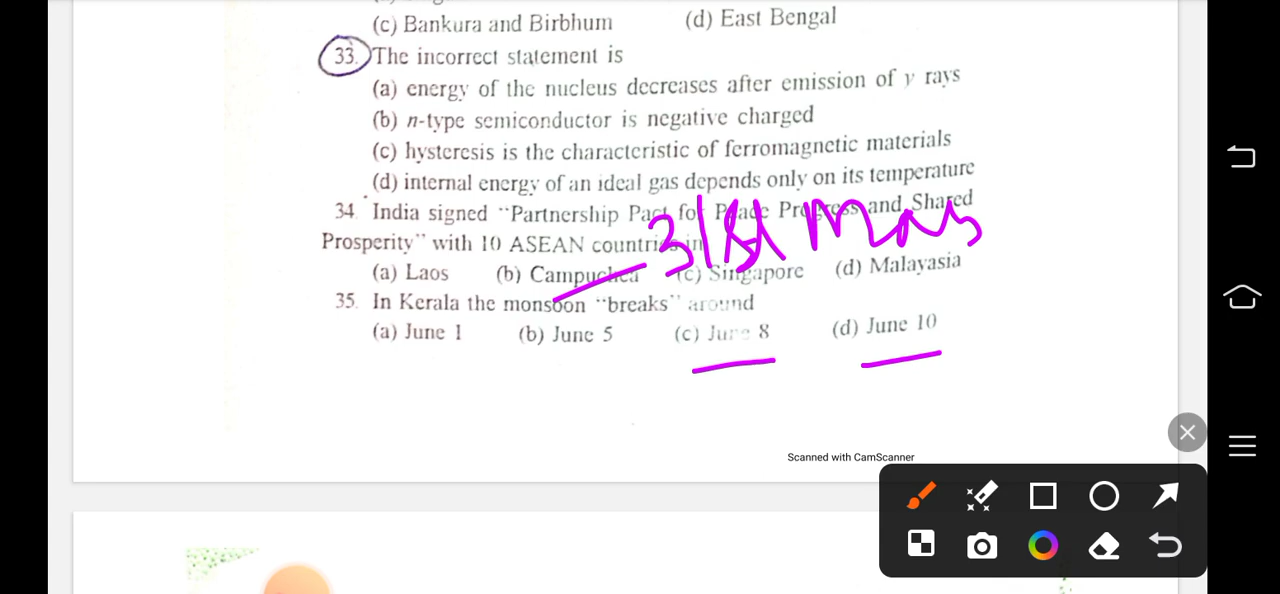 (c) Bankura and Birbhum (d) East Bengal
33. The incorrect statement is
(a) energy of the nucleus decreases after emission of γ rays
(b) n-type semiconductor is negative charged
(c) hysteresis is the characteristic of ferromagnetic materials
(d) internal energy of an ideal gas depends only on its temperature
34. India signed "Partnership Pact for Peace Progress and Shared
Prosperity" with 10 ASEAN countries in
31st
(a) Laos (b) Campuchea (c) Singapore (d) Malayasia
35. In Kerala the monsoon "breaks" around
(a) June 1 (b) June 5 (c) June 8 (d) June 10
Scanned with CamScanner